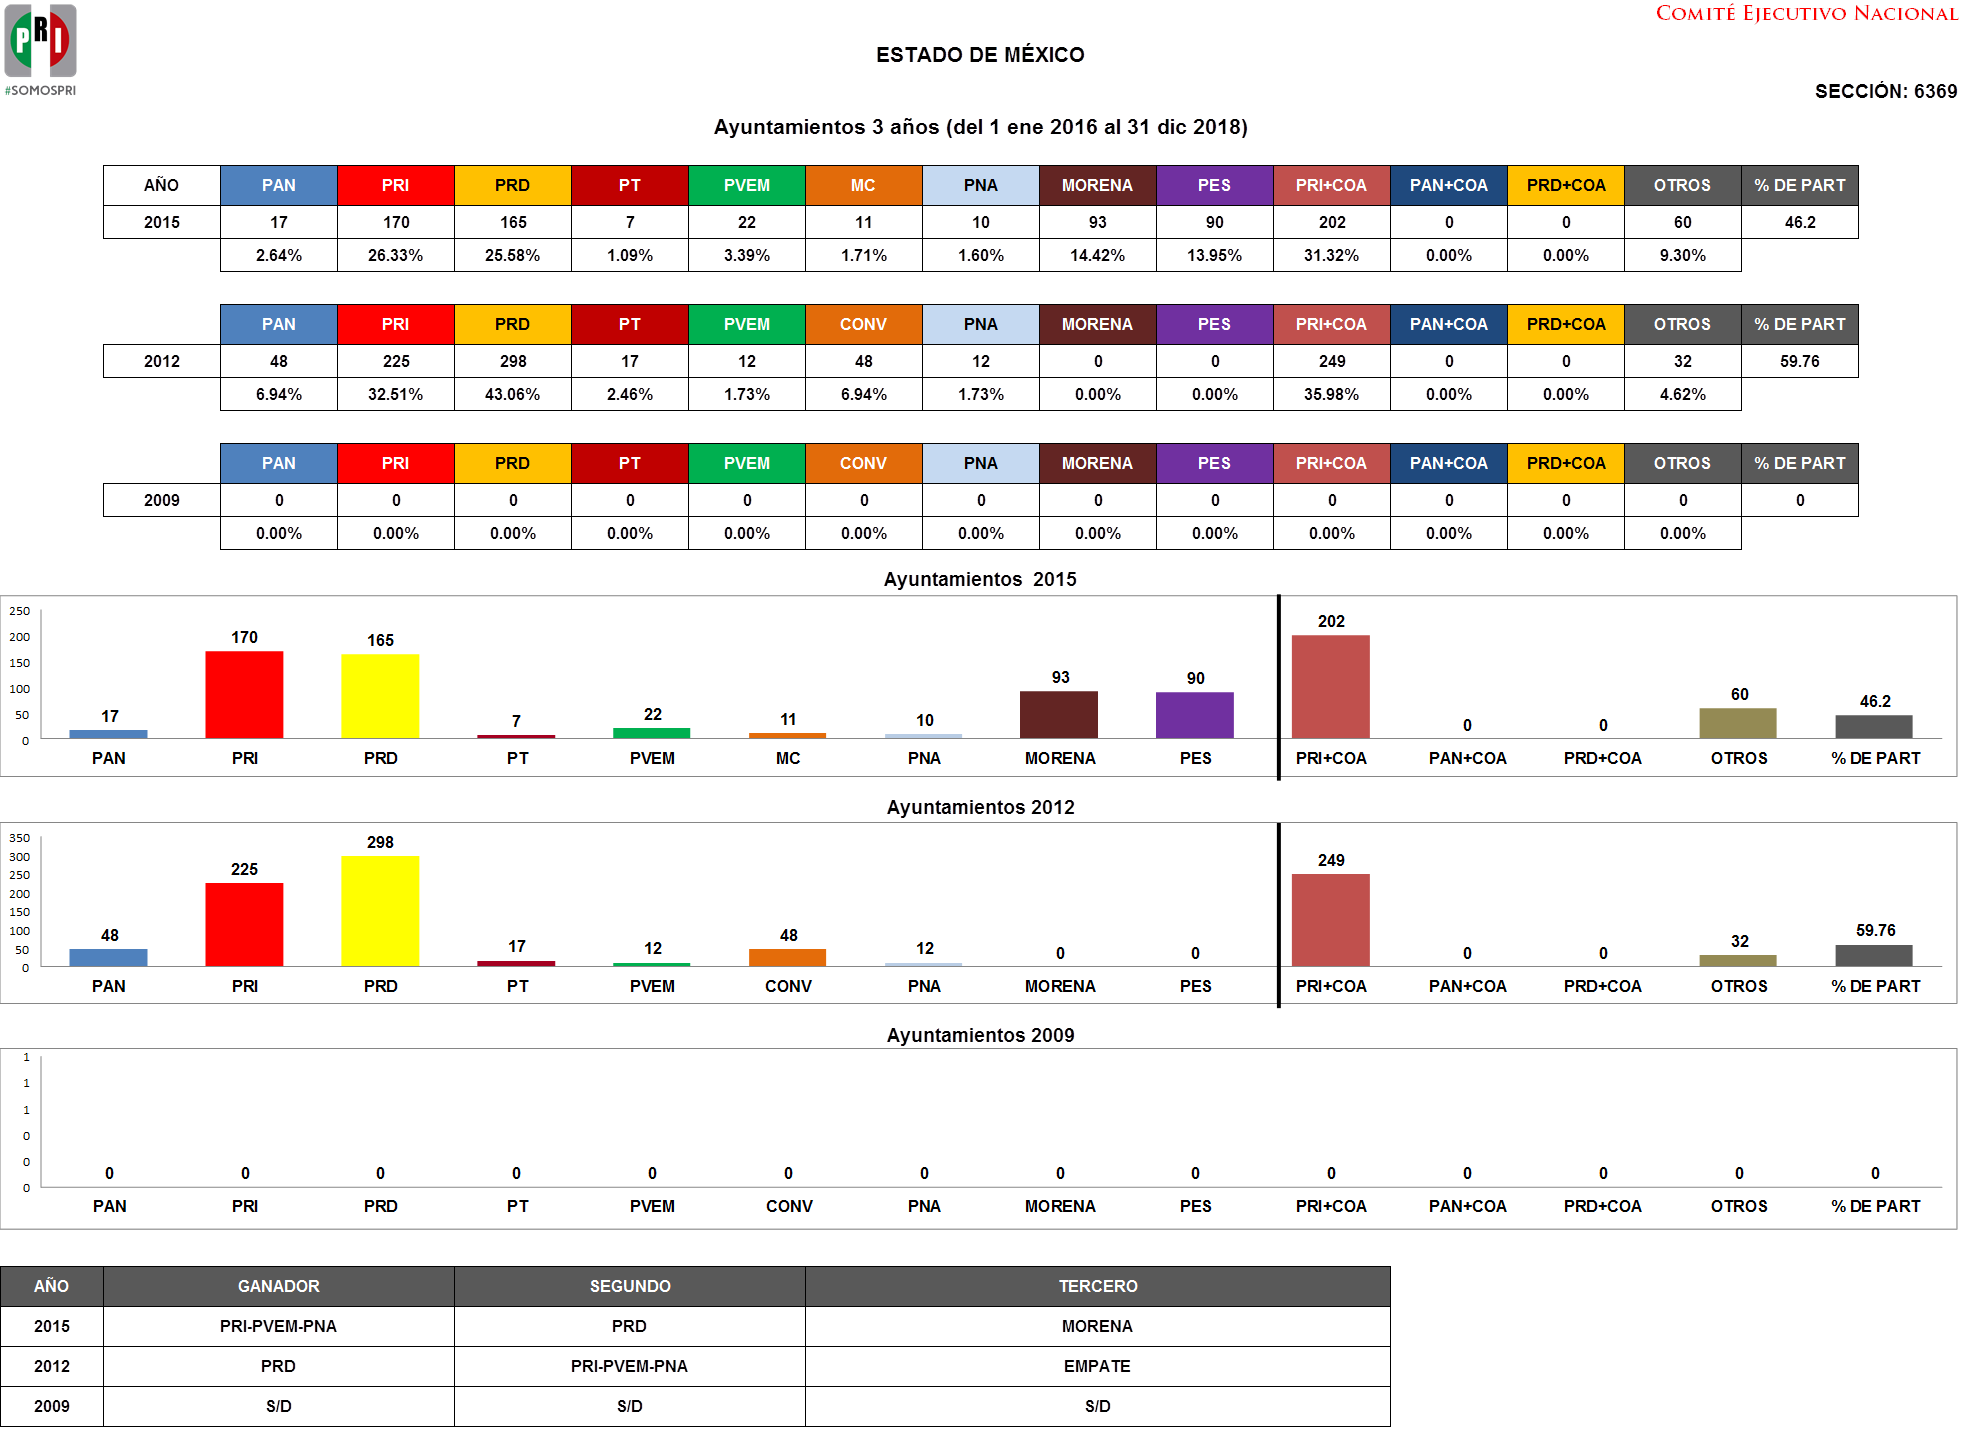 PRI
#SOMOSPRI
COMITÉ EJECUTIVO NACIONAL
ESTADO DE MÉXICO
SECCIÓN: 6369
Ayuntamientos 3 años (del 1 ene 2016 al 31 dic 2018)
AÑO PAN PRI PRD PT PVEM MC PNA MORENA PES PRI+COA PAN+COA PRD+COA OTROS % DE PART
2015 17 170 165 7 22 11 10 93 90 202 0 0 60 46.2
2.64% 26.33% 25.58% 1.09% 3.39% 1.71% 1.60% 14.42% 13.95% 31.32% 0.00% 0.00% 9.30%
PAN PRI PRD PT PVEM CONV PNA MORENA PES PRI+COA PAN+COA PRD+COA OTROS % DE PART
2012 48 225 298 17 12 48 12 0 0 249 0 0 32 59.76
6.94% 32.51% 43.06% 2.46% 1.73% 6.94% 1.73% 0.00% 0.00% 35.98% 0.00% 0.00% 4.62%
PAN PRI PRD PT PVEM CONV PNA MORENA PES PRI+COA PAN+COA PRD+COA OTROS % DE PART
2009 0 0 0 0 0 0 0 0 0 0 0 0 0 0
0.00% 0.00% 0.00% 0.00% 0.00% 0.00% 0.00% 0.00% 0.00% 0.00% 0.00% 0.00% 0.00%
Ayuntamientos 2015
250
200
150
100
50
0
17 170 165 7 22 11 10 93 90 202 0 0 60 46.2
PAN PRI PRD PT PVEM MC PNA MORENA PES PRI+COA PAN+COA PRD+COA OTROS % DE PART
Ayuntamientos 2012
350
300
250
200
150
100
50
0
48 225 298 17 12 48 12 0 0 249 0 0 32 59.76
PAN PRI PRD PT PVEM CONV PNA MORENA PES PRI+COA PAN+COA PRD+COA OTROS % DE PART
Ayuntamientos 2009
1
1
1
0
0
0
0 0 0 0 0 0 0 0 0 0 0 0 0 0
PAN PRI PRD PT PVEM CONV PNA MORENA PES PRI+COA PAN+COA PRD+COA OTROS % DE PART
AÑO GANADOR SEGUNDO TERCERO
2015 PRI-PVEM-PNA PRD MORENA
2012 PRD PRI-PVEM-PNA EMPATE
2009 S/D S/D S/D